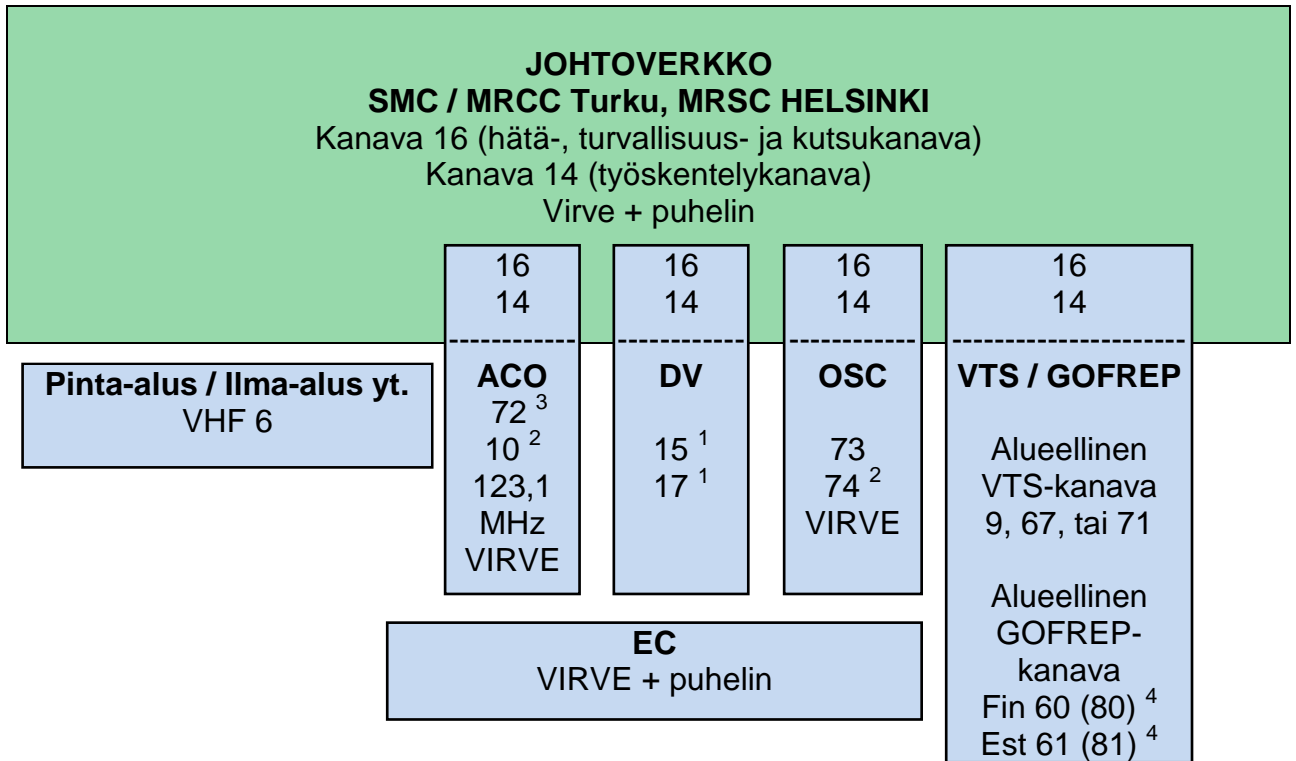 JOHTOVERKKO
SMC / MRCC Turku, MRSC HELSINKI
Kanava 16 (hätä-, turvallisuus- ja kutsukanava)
Kanava 14 (työskentelykanava)
Virve + puhelin
Pinta-alus / Ilma-alus yt.
VHF 6
16
14
--------------
ACO
72 ³
10 ²
123,1
MHz
VIRVE
16
14
--------------
DV
15 ¹
17 ¹
16
14
--------------
OSC
73
74 ²
VIRVE
16
14
--------------------------
VTS / GOFREP
Alueellinen
VTS-kanava
9, 67, tai 71
Alueellinen
GOFREP-
kanava
Fin 60 (80) ⁴
Est 61 (81) ⁴
EC
VIRVE + puhelin